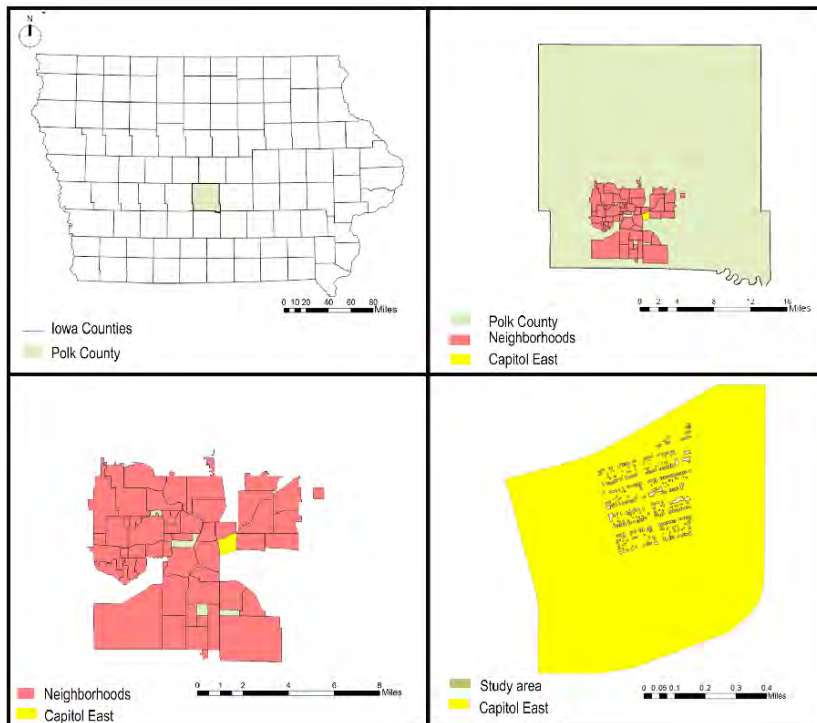 N
0 10 20 40 60 80
Miles
Iowa Counties
Polk County
0 2 4 8 12 16
Miles
Polk County
Neighborhoods
Capitol East
0 1 2 4 6 8
Miles
Neighborhoods
Capitol East
Study area
Capitol East
0 0.05 0.1 0.2 0.3 0.4
Miles